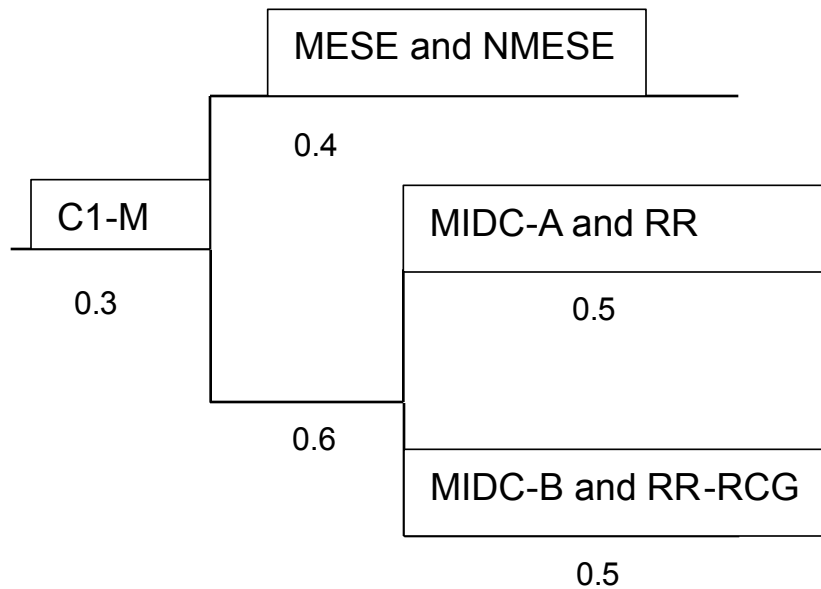 MESE and NMESE
0.4
C1-M
MIDC-A and RR
0.3
0.5
0.6
MIDC-B and RR-RCG
0.5